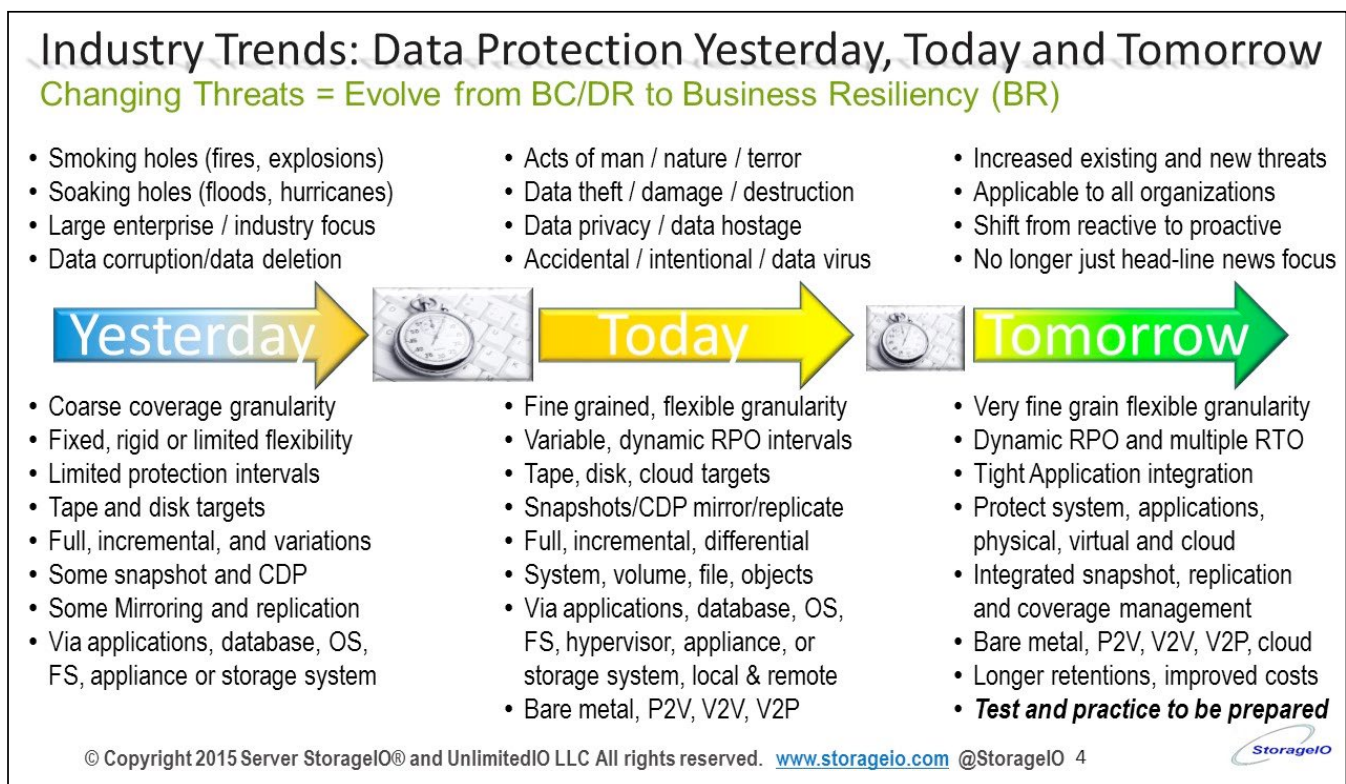 Industry Trends: Data Protection Yesterday, Today and Tomorrow
Changing Threats = Evolve from BC/DR to Business Resiliency (BR)
• Smoking holes (fires, explosions)
• Soaking holes (floods, hurricanes)
• Large enterprise / industry focus
• Data corruption/data deletion
• Acts of man / nature / terror
• Data theft / damage / destruction
• Data privacy / data hostage
• Accidental / intentional / data virus
• Increased existing and new threats
• Applicable to all organizations
• Shift from reactive to proactive
• No longer just head-line news focus
Yesterday
Today
Tomorrow
• Coarse coverage granularity
• Fixed, rigid or limited flexibility
• Limited protection intervals
• Tape and disk targets
• Full, incremental, and variations
• Some snapshot and CDP
• Some Mirroring and replication
• Via applications, database, OS,
FS, appliance or storage system
• Fine grained, flexible granularity
• Variable, dynamic RPO intervals
• Tape, disk, cloud targets
• Snapshots/CDP mirror/replicate
• Full, incremental, differential
• System, volume, file, objects
• Via applications, database, OS,
FS, hypervisor, appliance, or
storage system, local & remote
• Bare metal, P2V, V2V, V2P
• Very fine grain flexible granularity
• Dynamic RPO and multiple RTO
• Tight Application integration
• Protect system, applications,
physical, virtual and cloud
• Integrated snapshot, replication
and coverage management
• Bare metal, P2V, V2V, V2P, cloud
• Longer retentions, improved costs
• Test and practice to be prepared
© Copyright 2015 Server StorageIO® and UnlimitedIO LLC All rights reserved. www.storageio.com @StorageIO 4
StorageIO